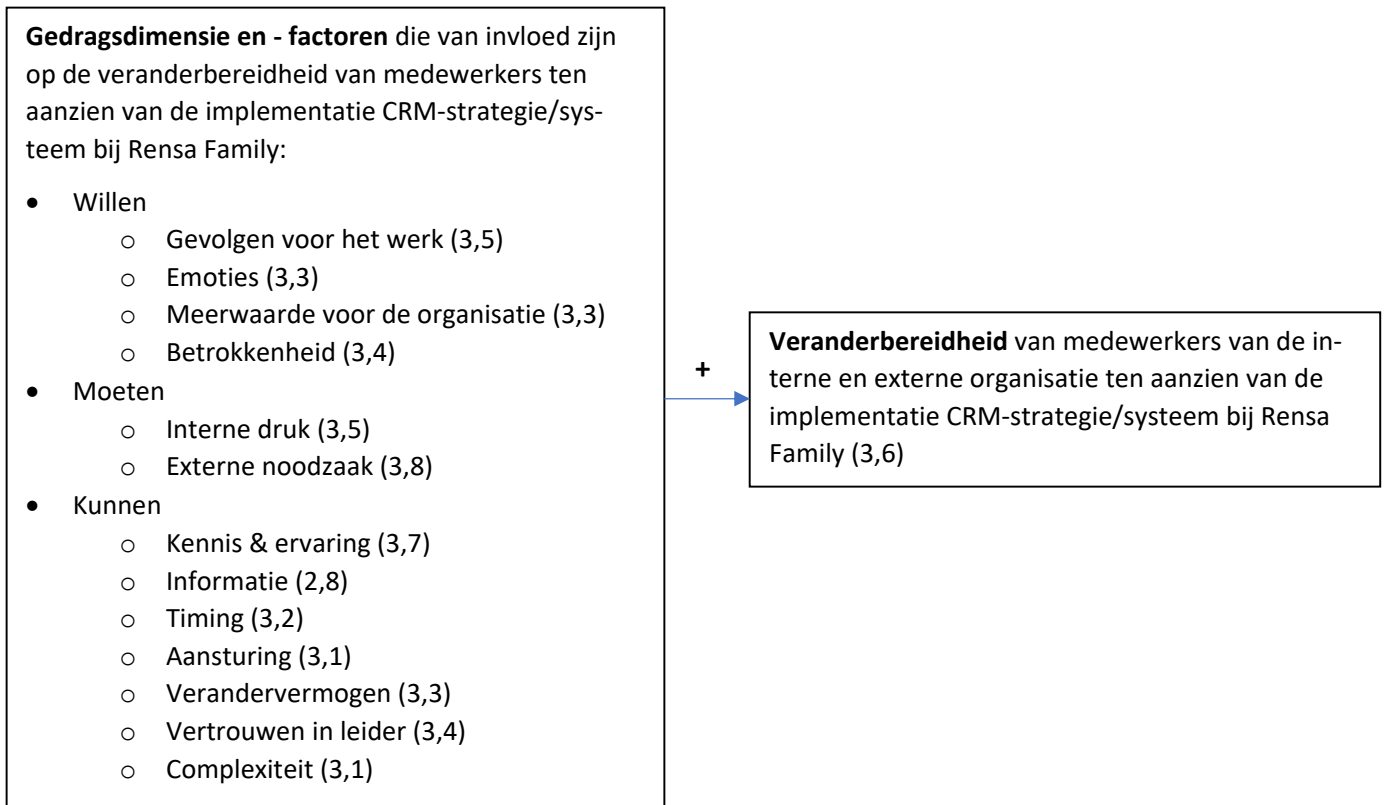 Gedragsdimensie en - factoren die van invloed zijn
op de veranderbereidheid van medewerkers ten
aanzien van de implementatie CRM-strategie/sys-
teem bij Rensa Family:
• Willen
o Gevolgen voor het werk (3,5)
o Emoties (3,3)
o Meerwaarde voor de organisatie (3,3)
o Betrokkenheid (3,4)
• Moeten
o Interne druk (3,5)
o Externe noodzaak (3,8)
• Kunnen
o Kennis & ervaring (3,7)
o Informatie (2,8)
o Timing (3,2)
o Aansturing (3,1)
o Verandervermogen (3,3)
o Vertrouwen in leider (3,4)
o Complexiteit (3,1)
+
Veranderbereidheid van medewerkers van de in-
terne en externe organisatie ten aanzien van de
implementatie CRM-strategie/systeem bij Rensa
Family (3,6)